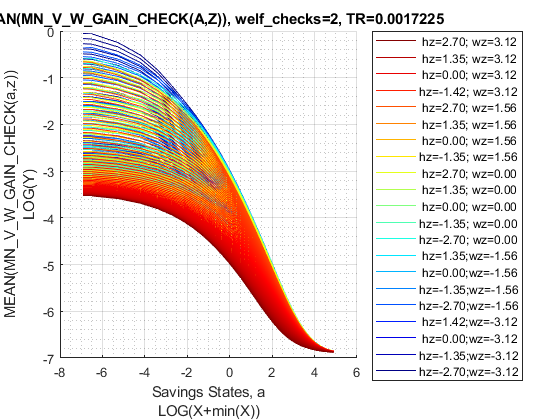 AN(MN_V_W_GAIN_CHECK(A,Z)), welf_checks=2, TR=0.0017225
MEAN(MN_V_W_GAIN_CHECK(a,z))
LOG(Y)
0
-1
-2
-3
-4
-5
-6
-7
-8
-6
-4
-2
0
2
4
6
Savings States, a
LOG(X+min(X))
hz=2.70; wz=3.12
hz=1.35; wz=3.12
hz=0.00; wz=3.12
hz=-1.42; wz=3.12
hz=2.70; wz=1.56
hz=1.35; wz=1.56
hz=0.00; wz=1.56
hz=-1.35; wz=1.56
hz=2.70; wz=0.00
hz=1.35; wz=0.00
hz=0.00; wz=0.00
hz=-1.35; wz=0.00
hz=-2.70; wz=0.00
hz=1.35;wz=-1.56
hz=0.00;wz=-1.56
hz=-1.35;wz=-1.56
hz=-2.70;wz=-1.56
hz=1.42;wz=-3.12
hz=0.00;wz=-3.12
hz=-1.35;wz=-3.12
hz=-2.70;wz=-3.12